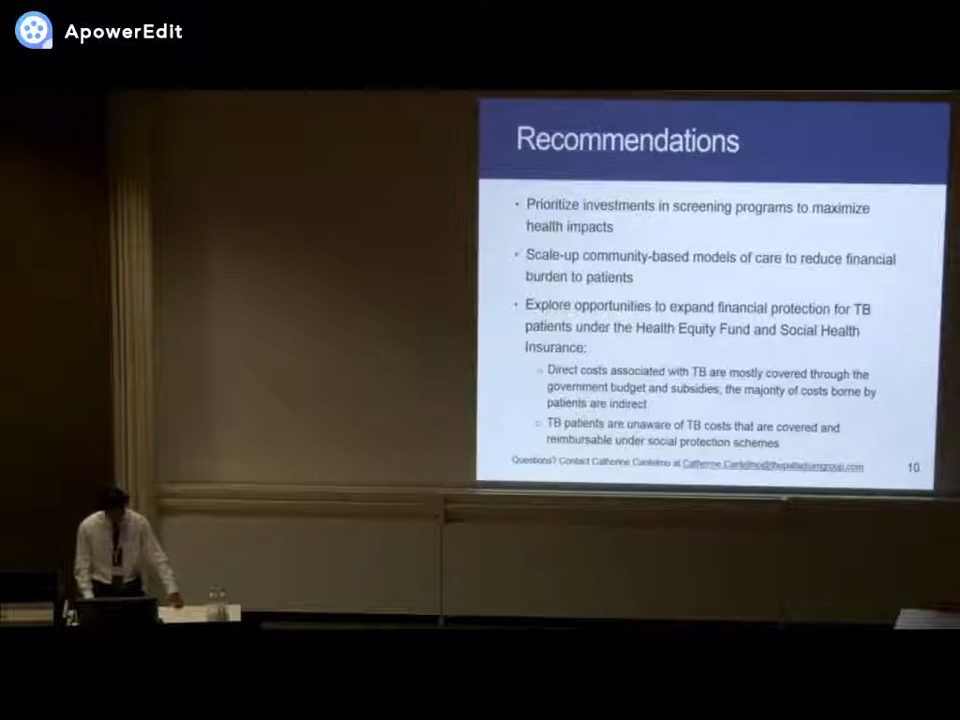 ApowerEdit
Recommendations
• Prioritize investments in screening programs to maximize
health impacts
• Scale-up community-based models of care to reduce financial
burden to patients
• Explore opportunities to expand financial protection for TB
patients under the Health Equity Fund and Social Health
Insurance:
○ Direct costs associated with TB are mostly covered through the
government budget and subsidies; the majority of costs borne by
patients are indirect
○ TB patients are unaware of TB costs that are covered and
reimbursable under social protection schemes
Questions? Contact Catherine Cantelmo at Catherine.Cantelmo@thepalladiumgroup.com
10